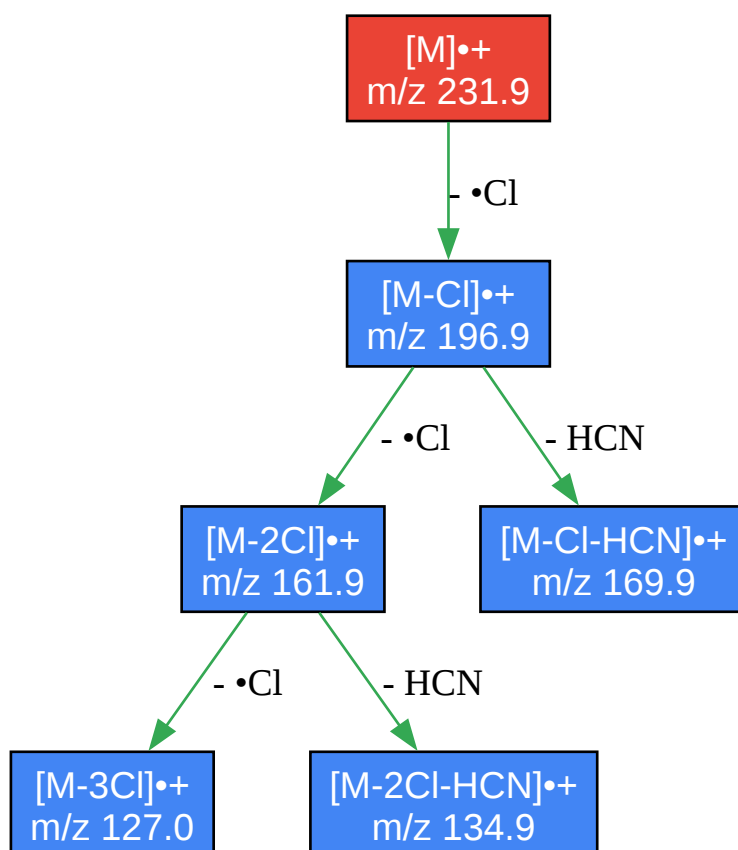 [M]•+
m/z 231.9
- •Cl
[M-Cl]•+
m/z 196.9
- •Cl
- HCN
[M-2Cl]•+
m/z 161.9
[M-Cl-HCN]•+
m/z 169.9
- •Cl
- HCN
[M-3Cl]•+
m/z 127.0
[M-2Cl-HCN]•+
m/z 134.9